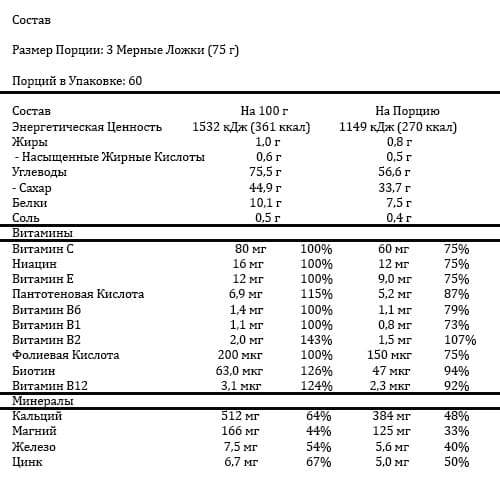 Состав
Размер Порции: 3 Мерные Ложки (75 г)
Порций в Упаковке: 60
Состав На 100 г На Порцию
Энергетическая Ценность 1532 кДж (361 ккал) 1149 кДж (270 ккал)
Жиры 1,0 г 0,8 г
- Насыщенные Жирные Кислоты 0,6 г 0,5 г
Углеводы 75,5 г 56,6 г
- Сахар 44,9 г 33,7 г
Белки 10,1 г 7,5 г
Соль 0,5 г 0,4 г
Витамины
Витамин C 80 мг 100% 60 мг 75%
Ниацин 16 мг 100% 12 мг 75%
Витамин E 12 мг 100% 9,0 мг 75%
Пантотеновая Кислота 6,9 мг 115% 5,2 мг 87%
Витамин B6 1,4 мг 100% 1,1 мг 79%
Витамин B1 1,1 мг 100% 0,8 мг 73%
Витамин B2 2,0 мг 143% 1,5 мг 107%
Фолиевая Кислота 200 мкг 100% 150 мкг 75%
Биотин 63,0 мкг 126% 47 мкг 94%
Витамин B12 3,1 мкг 124% 2,3 мкг 92%
Минералы
Кальций 512 мг 64% 384 мг 48%
Магний 166 мг 44% 125 мг 33%
Железо 7,5 мг 54% 5,6 мг 40%
Цинк 6,7 мг 67% 5,0 мг 50%